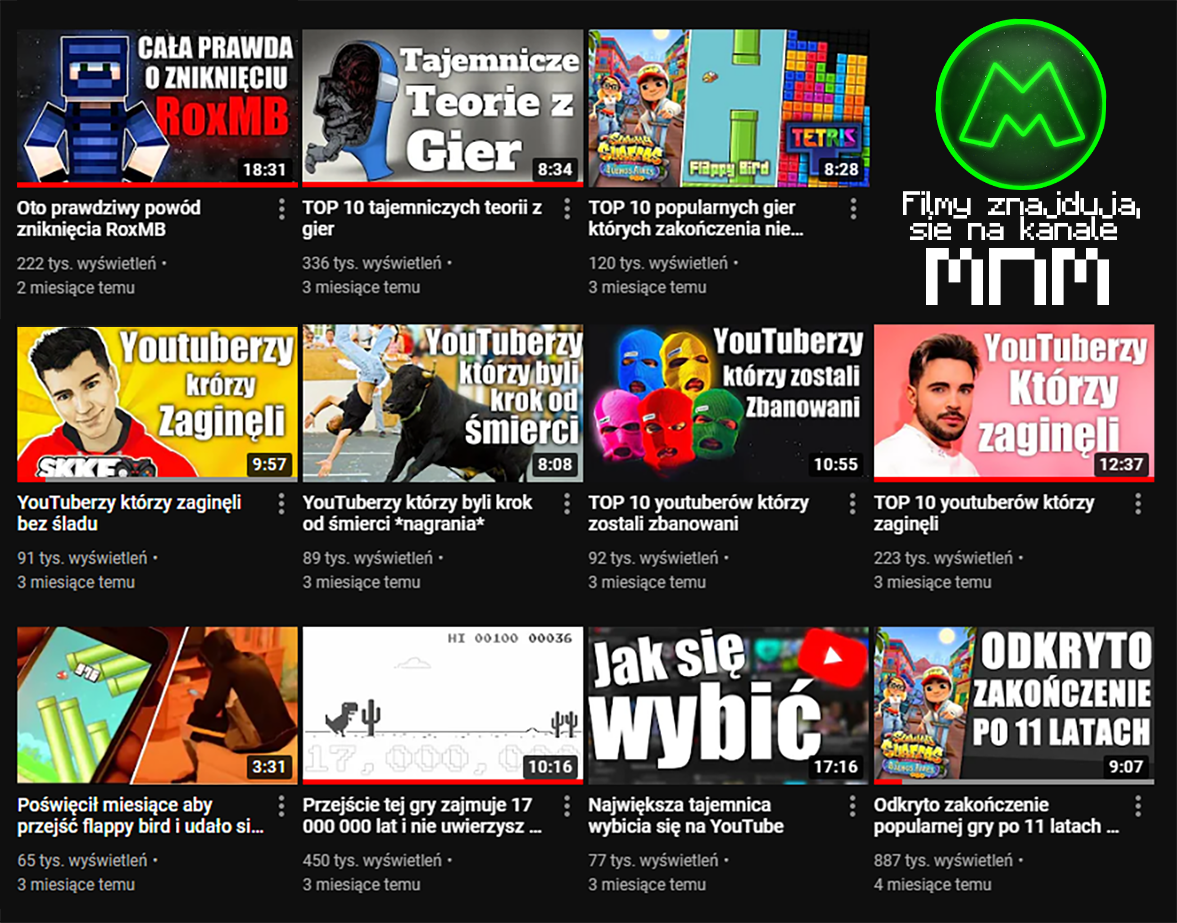 CAŁA PRAWDA
O ZNIKNIĘCIU
RoxMB
18:31
Oto prawdziwy powód
zniknięcia RoxMB
222 tys. wyświetleń •
2 miesiące temu
Tajemnicze
Teorie z
Gier
8:34
TOP 10 tajemniczych teorii z
gier
336 tys. wyświetleń •
3 miesiące temu
SUBWAY
SURFERS
BUENOS AIRES
Flappy Bird
TETRIS
8:28
TOP 10 popularnych gier
których zakończenia nie...
120 tys. wyświetleń •
3 miesiące temu
M
Filmy znajdują,
się na kanale
MNM
Youtuberzy
krórzy
Zaginęli
SKKF
9:57
YouTuberzy którzy zaginęli
bez śladu
91 tys. wyświetleń •
3 miesiące temu
YouTuberzy
którzy byli
krok od
śmierci
8:08
YouTuberzy którzy byli krok
od śmierci *nagrania*
89 tys. wyświetleń •
3 miesiące temu
YouTuberzy
którzy zostali
Zbanowani
10:55
TOP 10 youtuberów którzy
zostali zbanowani
92 tys. wyświetleń •
3 miesiące temu
YouTuberzy
Którzy
zaginęli
12:37
TOP 10 youtuberów którzy
zaginęli
223 tys. wyświetleń •
3 miesiące temu
976
3:31
Poświęcił miesiące aby
przejść flappy bird i udało si...
65 tys. wyświetleń •
3 miesiące temu
HI 00100 00036
17,000,000
10:16
Przejście tej gry zajmuje 17
000 000 lat i nie uwierzysz ...
450 tys. wyświetleń •
3 miesiące temu
Jak się
wybić
17:16
Największa tajemnica
wybicia się na YouTube
77 tys. wyświetleń •
3 miesiące temu
SUBWAY
SURFERS
BUENOS AIRES
ODKRYTO
ZAKOŃCZENIE
PO 11 LATACH
9:07
Odkryto zakończenie
popularnej gry po 11 latach ...
887 tys. wyświetleń •
4 miesiące temu